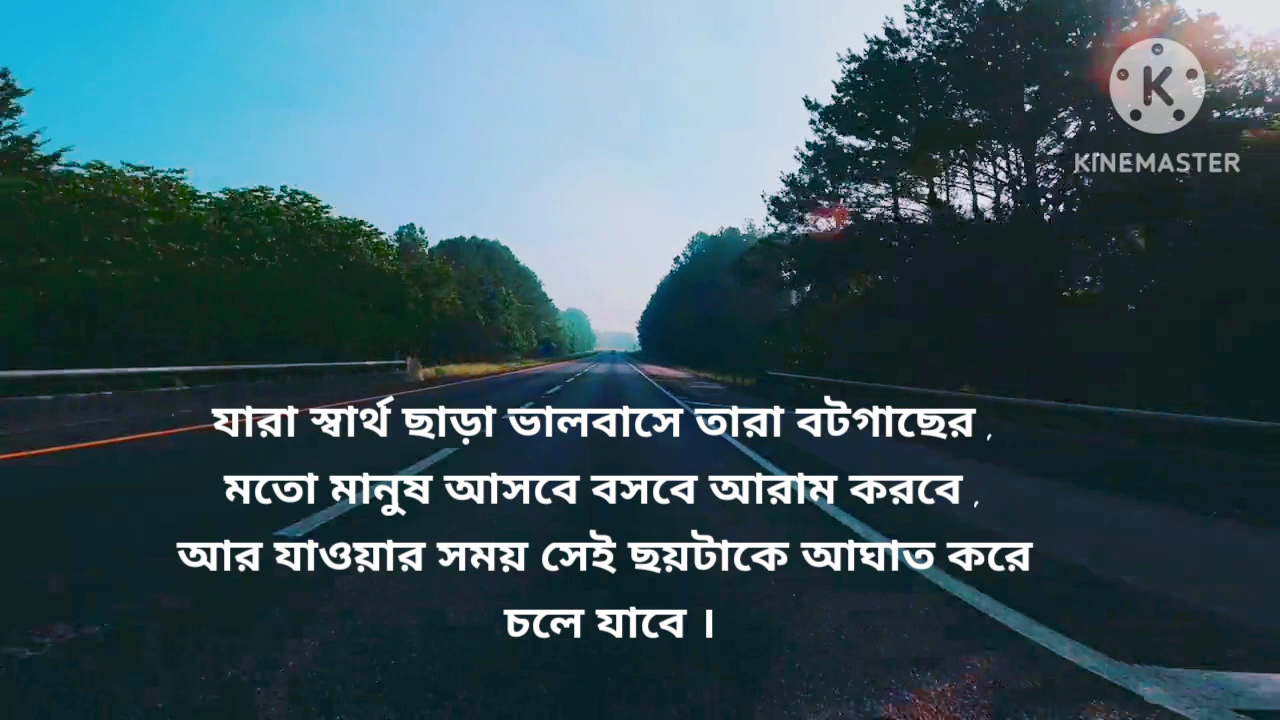 KINEMASTER
যারা স্বার্থ ছাড়া ভালবাসে তারা বটগাছের ,
মতো মানুষ আসবে বসবে আরাম করবে ,
আর যাওয়ার সময় সেই ছয়টাকে আঘাত করে
চলে যাবে ।